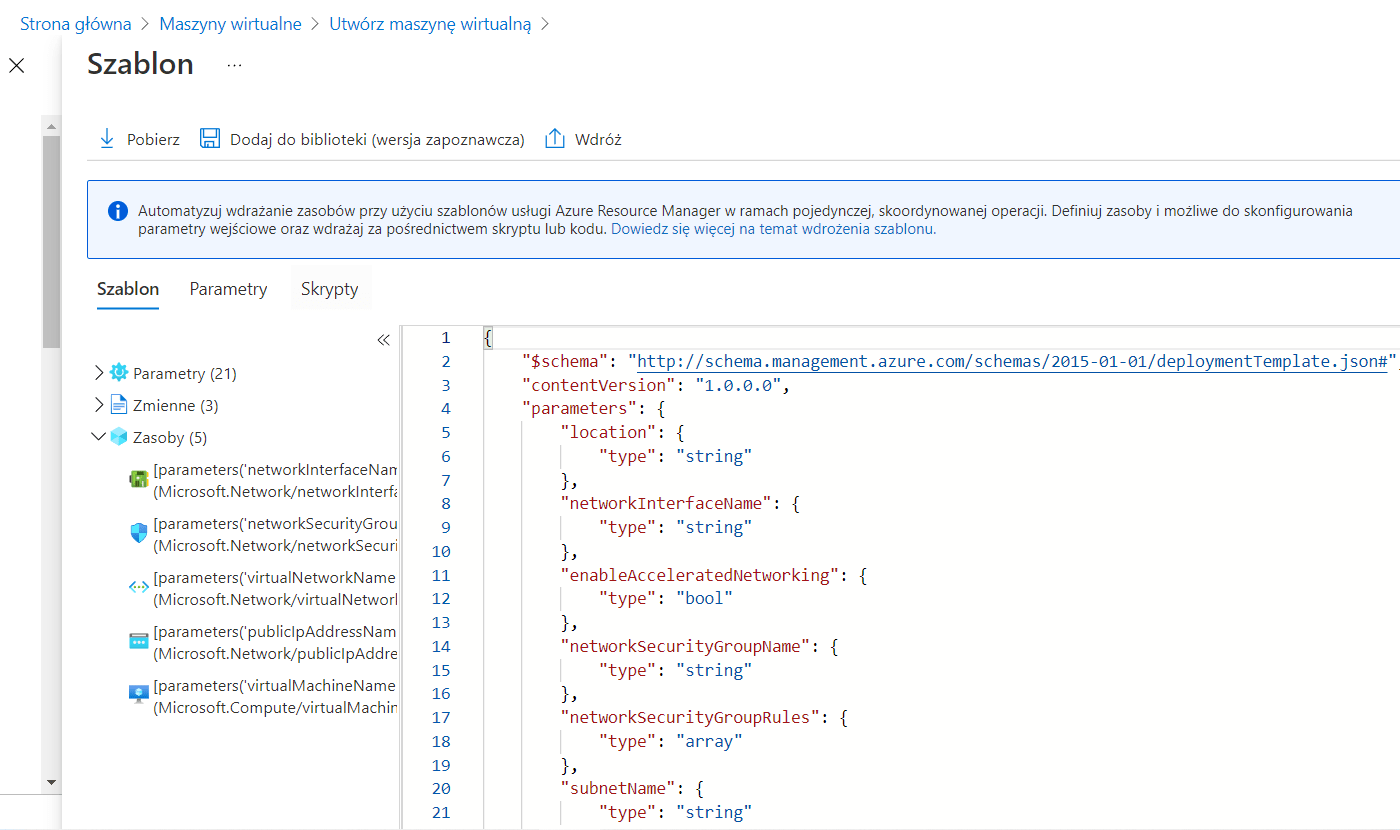 Strona główna > Maszyny wirtualne > Utwórz maszynę wirtualną >
Szablon ...
Pobierz Dodaj do biblioteki (wersja zapoznawcza) Wdróż
Automatyzuj wdrażanie zasobów przy użyciu szablonów usługi Azure Resource Manager w ramach pojedynczej, skoordynowanej operacji. Definiuj zasoby i możliwe do skonfigurowania
parametry wejściowe oraz wdrażaj za pośrednictwem skryptu lub kodu. Dowiedz się więcej na temat wdrożenia szablonu.
Szablon Parametry Skrypty
Parametry (21)
Zmienne (3)
Zasoby (5)
[parameters('networkInterfaceNam
(Microsoft.Network/networkInterfa
[parameters('networkSecurityGrou
(Microsoft.Network/networkSecuri
[parameters('virtualNetworkName
(Microsoft.Network/virtualNetwork
[parameters('publicIpAddressNam
(Microsoft.Network/publicIpAddre
[parameters('virtualMachineName
(Microsoft.Compute/virtualMachin
1 {
2 "$schema": "http://schema.management.azure.com/schemas/2015-01-01/deploymentTemplate.json#",
3 "contentVersion": "1.0.0.0",
4 "parameters": {
5 "location": {
6 "type": "string"
7 },
8 "networkInterfaceName": {
9 "type": "string"
10 },
11 "enableAcceleratedNetworking": {
12 "type": "bool"
13 },
14 "networkSecurityGroupName": {
15 "type": "string"
16 },
17 "networkSecurityGroupRules": {
18 "type": "array"
19 },
20 "subnetName": {
21 "type": "string"